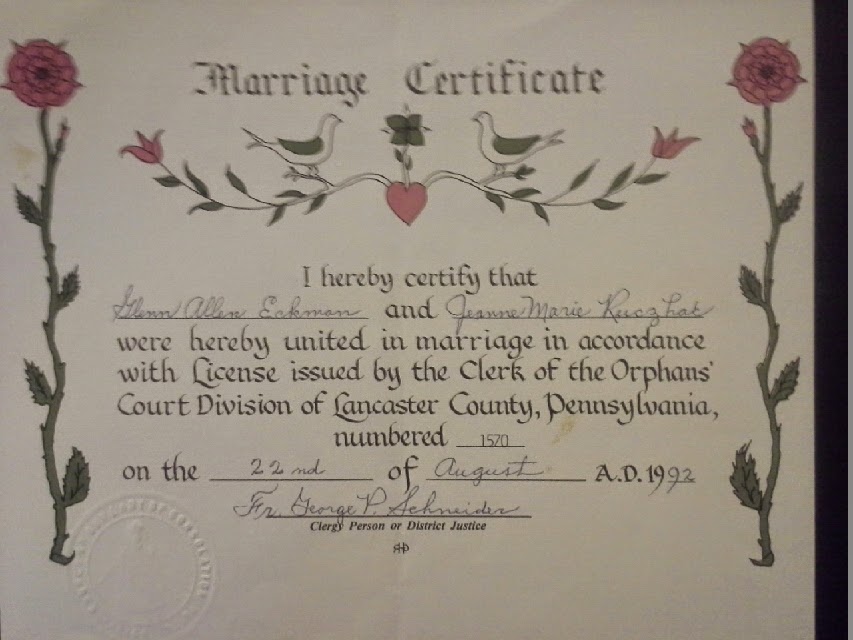 Marriage Certificate
I hereby certify that
Glenn Allen Eckman and Jeanne Marie Ruszhak
were hereby united in marriage in accordance
with License issued by the Clerk of the Orphans'
Court Division of Lancaster County, Pennsylvania,
numbered 1570
on the 22nd of August A.D. 1992
Fr. George P. Schneider
Clergy Person or District Justice